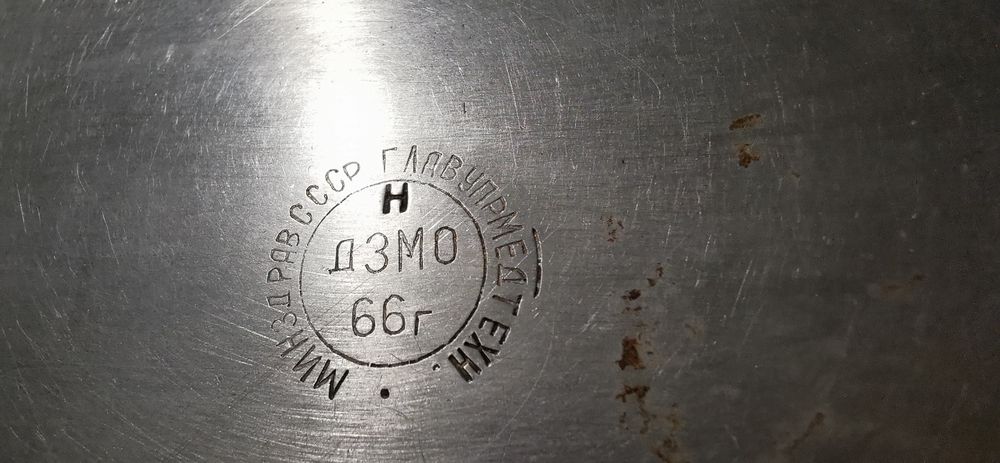 МИНЗДРАВ СССР ГЛАВУПРМЕДТЕХН.
Н
ДЗМО
66г